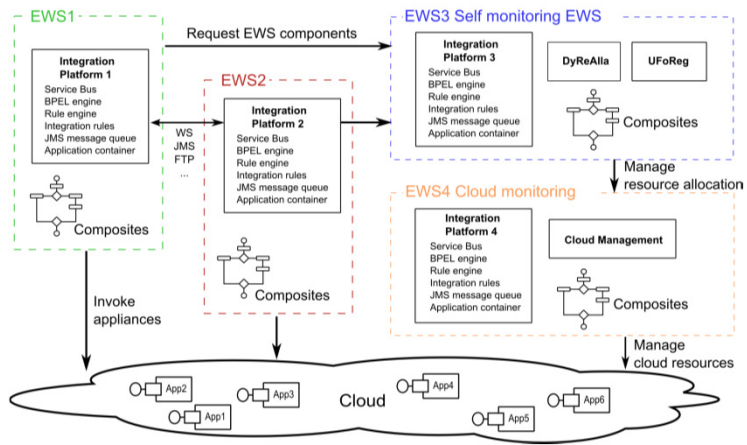 EWS1
Integration
Platform 1
Service Bus
BPEL engine
Rule engine
Integration rules
JMS message queue
Application container
Composites
Request EWS components
EWS2
Integration
Platform 2
Service Bus
BPEL engine
Rule engine
Integration rules
JMS message queue
Application container
Composites
WS
JMS
FTP
...
EWS3 Self monitoring EWS
Integration
Platform 3
Service Bus
BPEL engine
Rule engine
Integration rules
JMS message queue
Application container
DyReAlla
UFoReg
Composites
Manage
resource allocation
EWS4 Cloud monitoring
Integration
Platform 4
Service Bus
BPEL engine
Rule engine
Integration rules
JMS message queue
Application container
Cloud Management
Composites
Invoke
appliances
Manage
cloud resources
App2
App1
App3
Cloud
App4
App5
App6